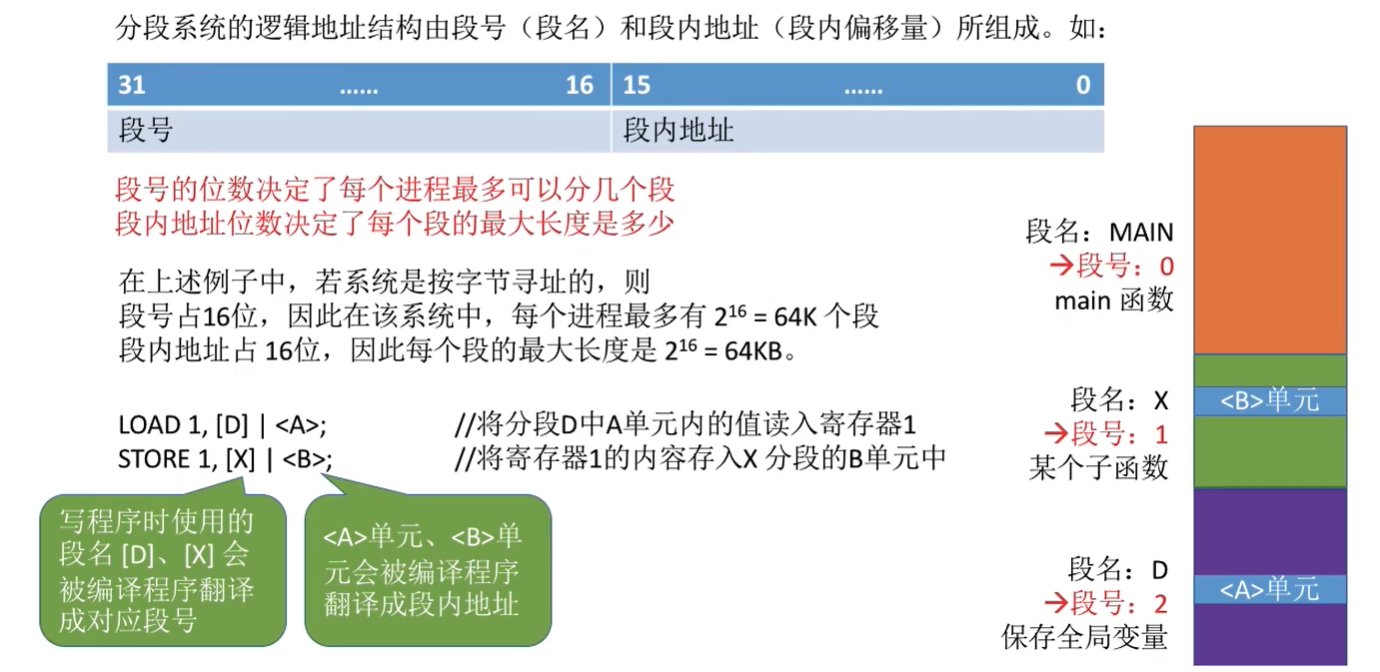 分段系统的逻辑地址结构由段号（段名）和段内地址（段内偏移量）所组成。如：
31 …… 16 15 …… 0
段号 段内地址
段号的位数决定了每个进程最多可以分几个段
段内地址位数决定了每个段的最大长度是多少
在上述例子中，若系统是按字节寻址的，则
段号占16位，因此在该系统中，每个进程最多有 2¹⁶ = 64K 个段
段内地址占 16位，因此每个段的最大长度是 2¹⁶ = 64KB。
LOAD 1, [D] | <A>; //将分段D中A单元内的值读入寄存器1
STORE 1, [X] | <B>; //将寄存器1的内容存入X 分段的B单元中
写程序时使用的
段名 [D]、[X] 会
被编译程序翻译
成对应段号
<A>单元、<B>单
元会被编译程序
翻译成段内地址
段名：MAIN
→段号：0
main 函数
段名：X
→段号：1
某个子函数
<B>单元
段名：D
→段号：2
保存全局变量
<A>单元